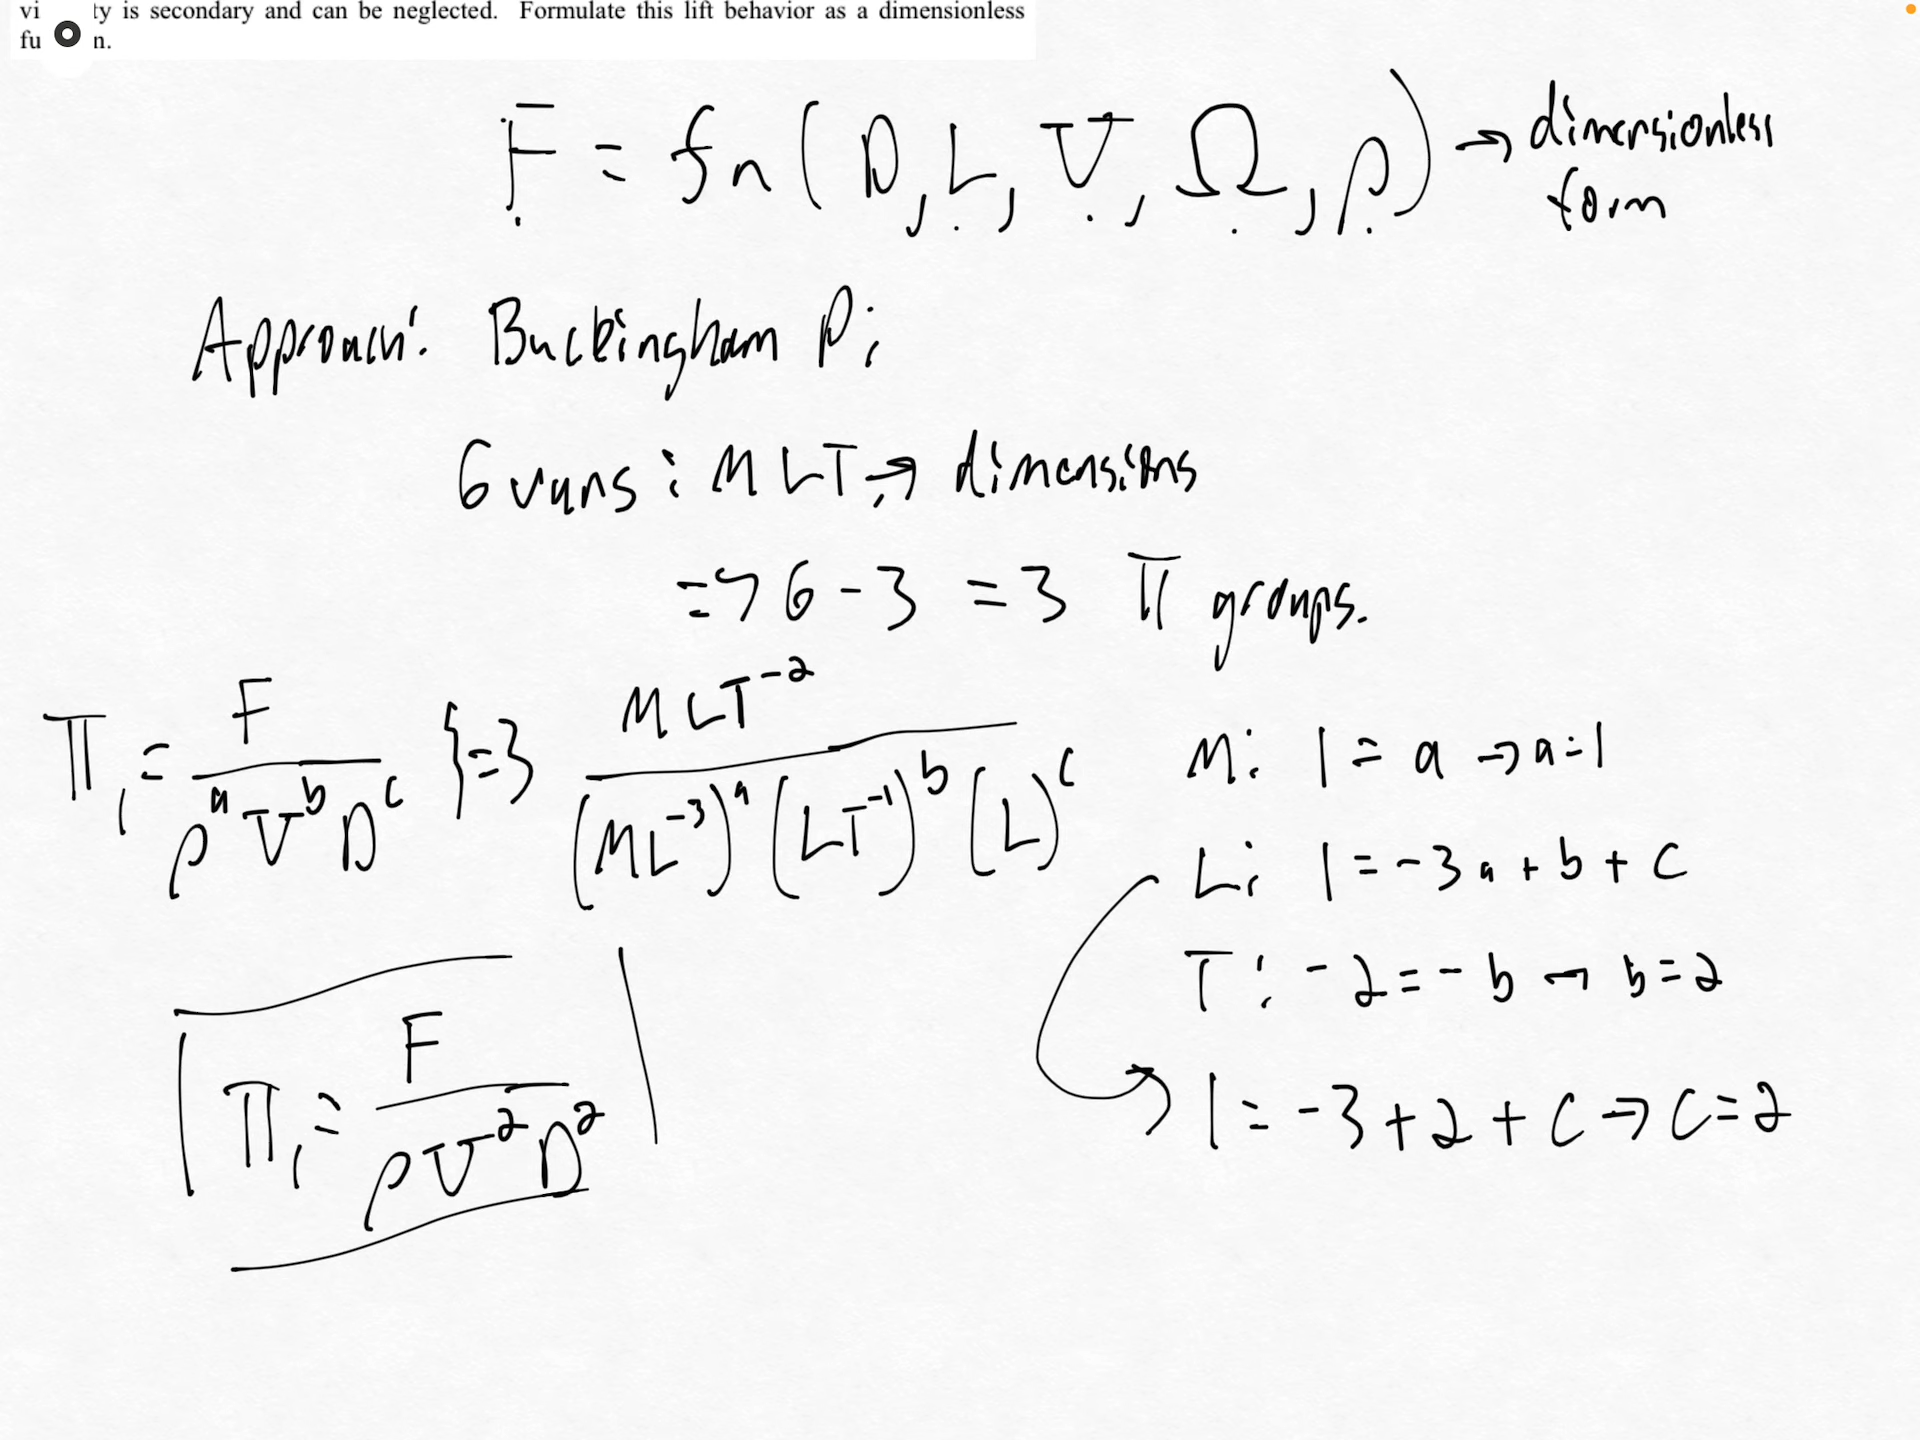 ty is secondary and can be neglected. Formulate this lift behavior as a dimensionless
F = fn(D, L, V, Ω, ρ) → dimensionless form
Approach: Buckingham Pi
6 vars: MLT → dimensions
=> 6 - 3 = 3 Π groups.
Π₁ = F / (ρ^a V^b D^c) }=3 MLT^-2 / ((ML^-3)^a (LT^-1)^b (L)^c)
M: 1 = a → a=1
L: 1 = -3a + b + c
T: -2 = -b → b=2
1 = -3 + 2 + c → c=2
Π₁ = F / (ρV²D²)